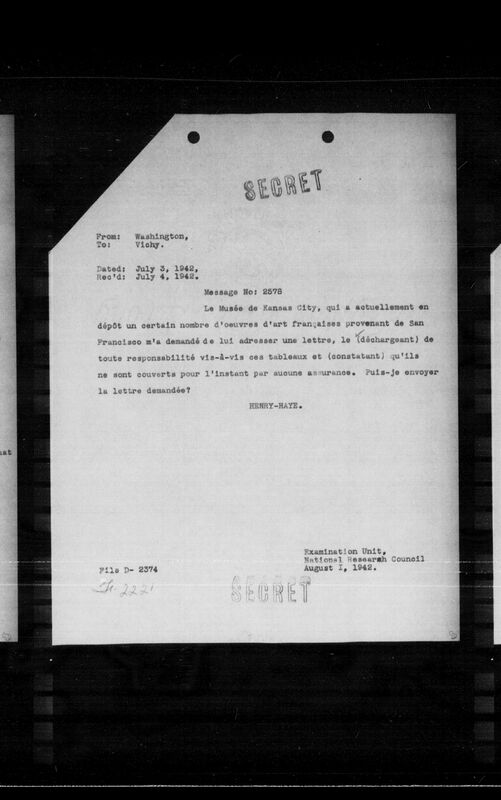 SECRET
From: Washington,
To: Vichy.
Dated: July 3, 1942,
Rec'd: July 4, 1942.
Message No: 2578
Le Musée de Kansas City, qui a actuellement en
dépôt un certain nombre d'oeuvres d'art françaises provenant de San
Francisco m'a demandé de lui adresser une lettre, le (déchargeant) de
toute responsabilité vis-à-vis ces tableaux et (constatant) qu'ils
ne sont couverts pour l'instant par aucune assurance. Puis-je envoyer
la lettre demandée?
HENRY-HAYE.
Examination Unit,
National Research Council
August I, 1942.
File D- 2374
2221
SECRET